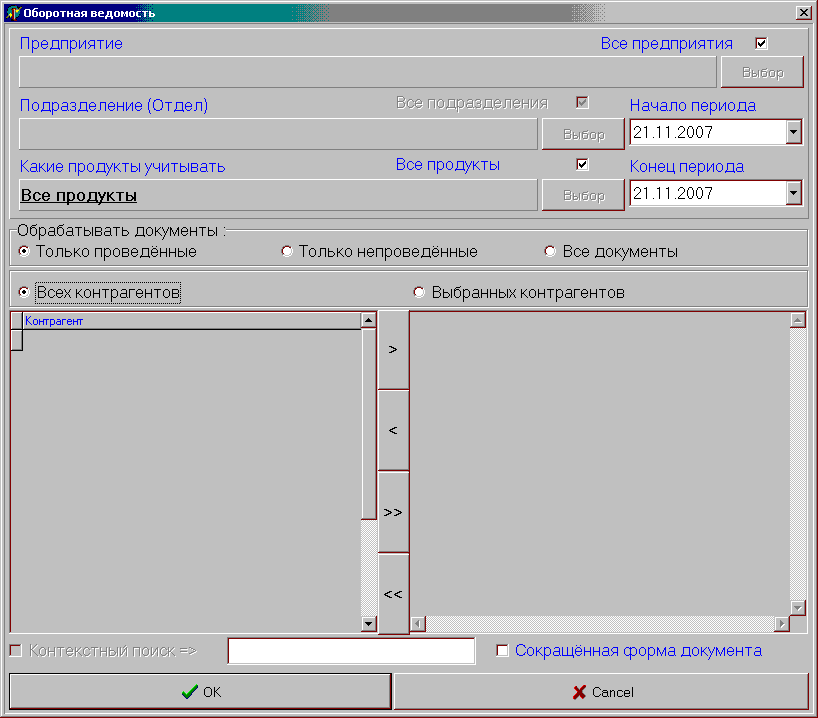 Оборотная ведомость
Предприятие
Все предприятия
Выбор
Подразделение (Отдел)
Все подразделения
Начало периода
Выбор
21.11.2007
Какие продукты учитывать
Все продукты
Конец периода
Все продукты
Выбор
21.11.2007
Обрабатывать документы :
Только проведённые
Только непроведённые
Все документы
Всех контрагентов
Выбранных контрагентов
Контрагент
>
<
>>
<<
Контекстный поиск =>
Сокращённая форма документа
OK
Cancel